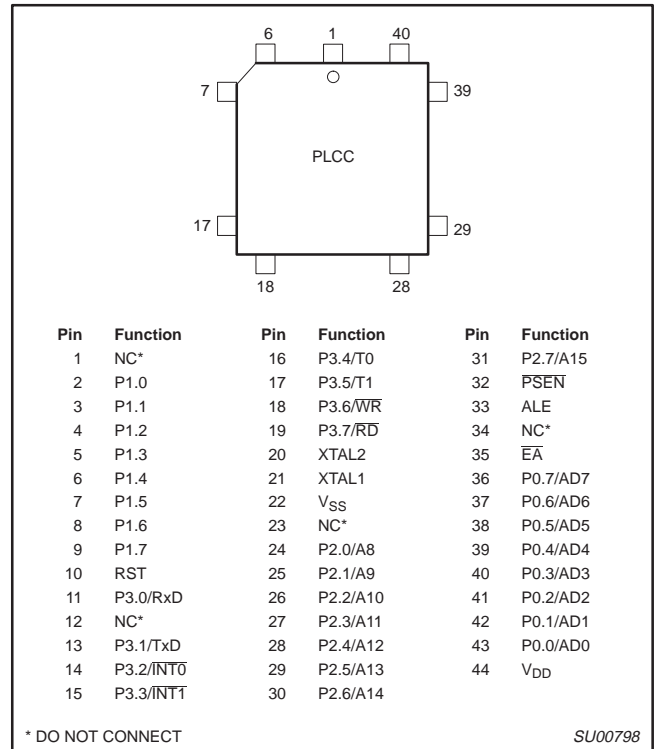 6 1 40
7 39
PLCC
17 29
18 28
Pin Function Pin Function Pin Function
1 NC* 16 P3.4/T0 31 P2.7/A15
2 P1.0 17 P3.5/T1 32 P̅S̅E̅N̅
3 P1.1 18 P3.6/W̅R̅ 33 ALE
4 P1.2 19 P3.7/R̅D̅ 34 NC*
5 P1.3 20 XTAL2 35 E̅A̅
6 P1.4 21 XTAL1 36 P0.7/AD7
7 P1.5 22 VSS 37 P0.6/AD6
8 P1.6 23 NC* 38 P0.5/AD5
9 P1.7 24 P2.0/A8 39 P0.4/AD4
10 RST 25 P2.1/A9 40 P0.3/AD3
11 P3.0/RxD 26 P2.2/A10 41 P0.2/AD2
12 NC* 27 P2.3/A11 42 P0.1/AD1
13 P3.1/TxD 28 P2.4/A12 43 P0.0/AD0
14 P3.2/I̅N̅T̅0̅ 29 P2.5/A13 44 VDD
15 P3.3/I̅N̅T̅1̅ 30 P2.6/A14
* DO NOT CONNECT SU00798